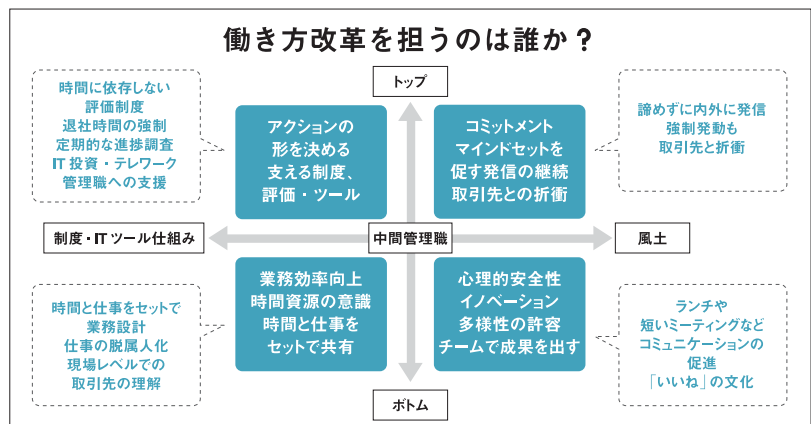 働き方改革を担うのは誰か？
トップ
時間に依存しない
評価制度
退社時間の強制
定期的な進捗調査
IT投資・テレワーク
管理職への支援
アクションの
形を決める
支える制度、
評価・ツール
コミットメント
マインドセットを
促す発信の継続
取引先との折衝
諦めずに内外に発信
強制発動も
取引先と折衝
制度・ITツール仕組み
中間管理職
風土
時間と仕事をセットで
業務設計
仕事の脱属人化
現場レベルでの
取引先の理解
業務効率向上
時間資源の意識
時間と仕事を
セットで共有
心理的安全性
イノベーション
多様性の許容
チームで成果を出す
ランチや
短いミーティングなど
コミュニケーションの
促進
「いいね」の文化
ボトム